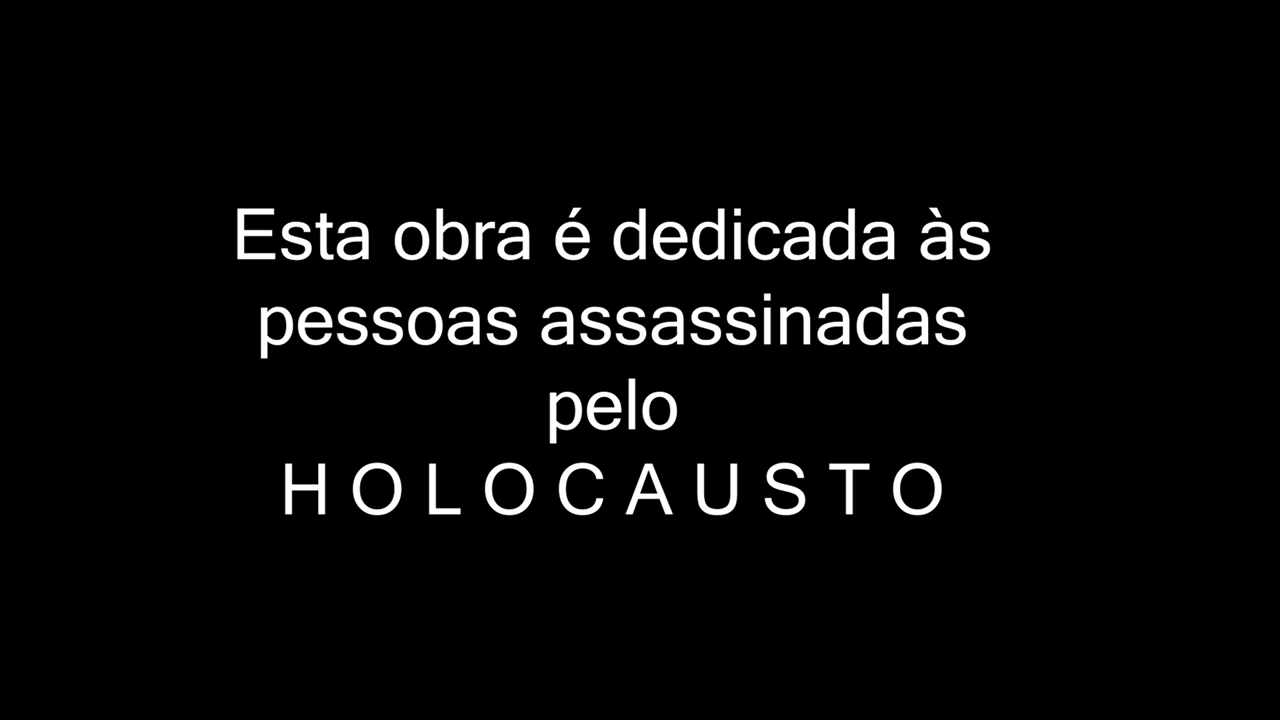 Esta obra é dedicada às
pessoas assassinadas
pelo
H O L O C A U S T O